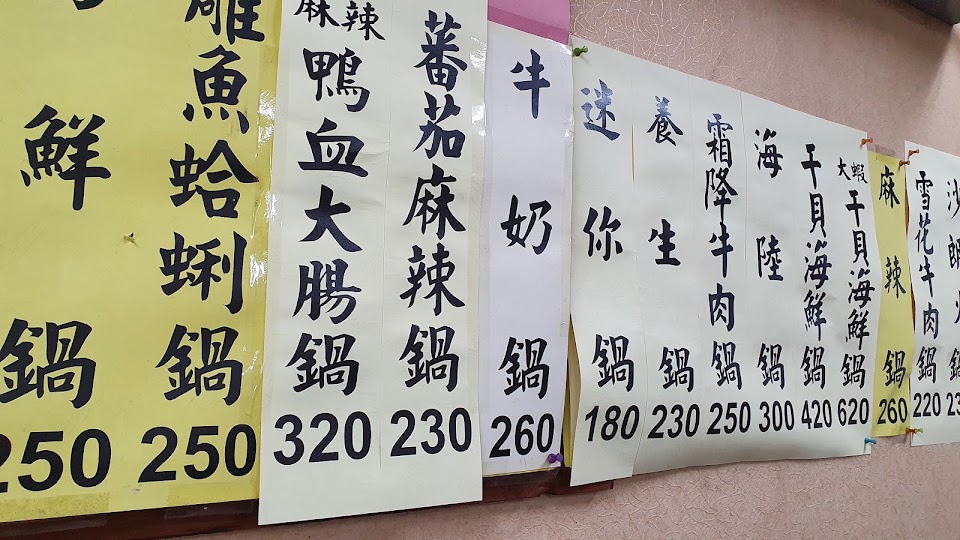 鮮鍋
250
魚蛤蜊鍋
250
麻辣
鴨血大腸鍋
320
蕃茄麻辣鍋
230
牛奶鍋
260
迷你鍋
180
養生鍋
230
霜降牛肉鍋
250
海陸鍋
300
干貝海鮮鍋
420
大蝦
干貝海鮮鍋
620
麻辣鍋
260
雪花牛肉鍋
220
沙朗